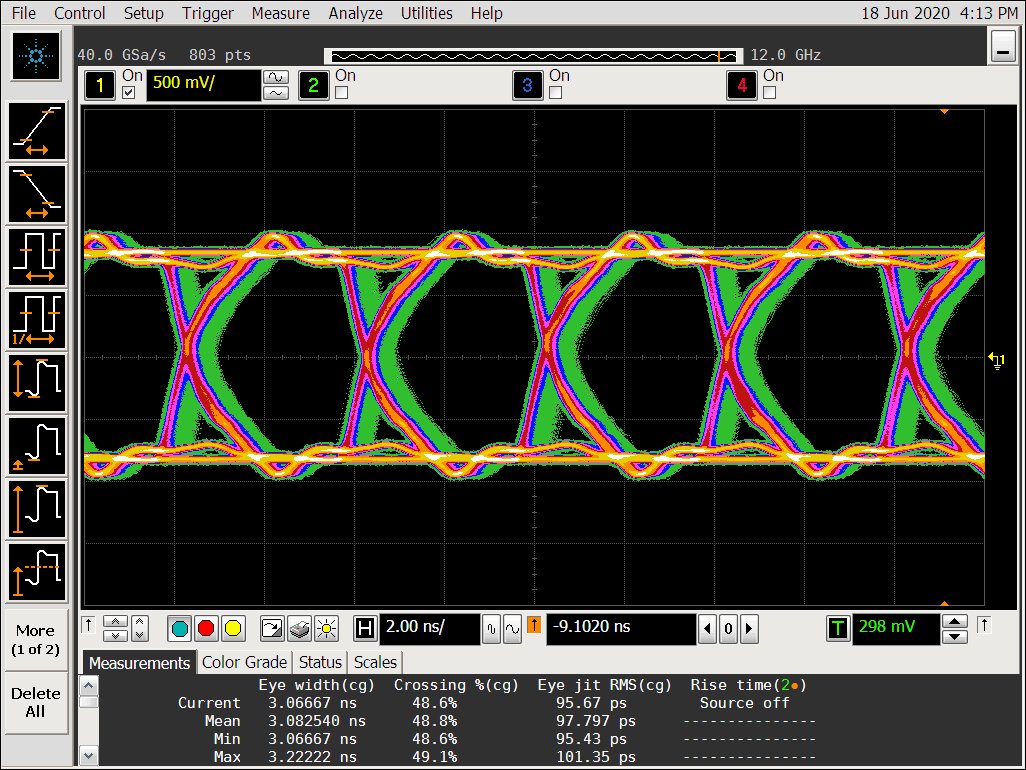 File Control Setup Trigger Measure Analyze Utilities Help 18 Jun 2020 4:13 PM
40.0 GSa/s 803 pts 12.0 GHz
1 On 500 mV/ 2 On 3 On 4 On
1/
1
More
(1 of 2)
Delete
All
H 2.00 ns/ -9.1020 ns 0 T 298 mV
Measurements Color Grade Status Scales
Eye width(cg) Crossing %(cg) Eye jit RMS(cg) Rise time(2●)
Current 3.06667 ns 48.6% 95.67 ps Source off
Mean 3.082540 ns 48.8% 97.797 ps ---------------
Min 3.06667 ns 48.6% 95.43 ps ---------------
Max 3.22222 ns 49.1% 101.35 ps ---------------